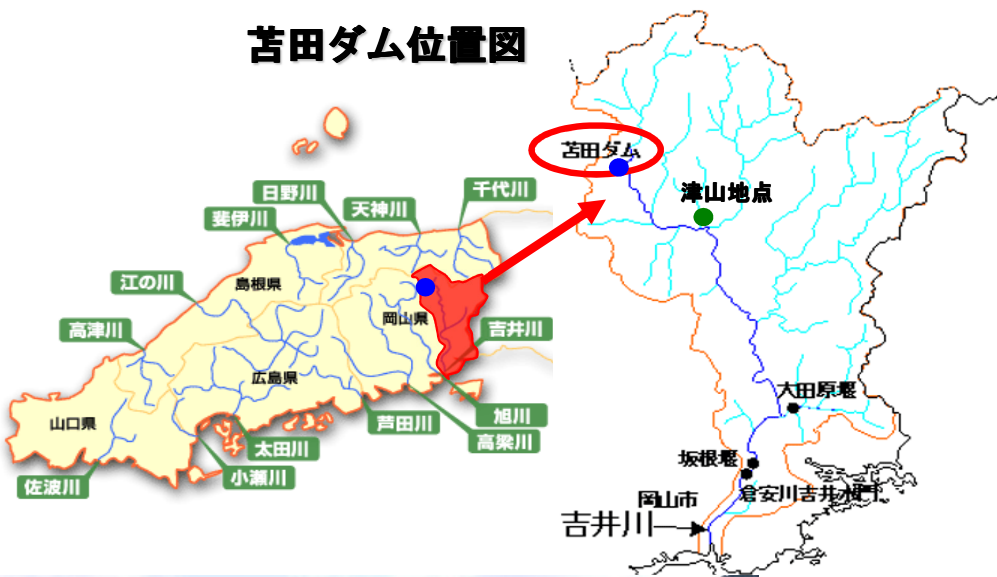 苫田ダム位置図
日野川
千代川
天神川
斐伊川
江の川
島根県
高津川
岡山県
吉井川
広島県
山口県
旭川
芦田川
高梁川
太田川
小瀬川
佐波川
苫田ダム
津山地点
大田原堰
坂根堰
倉安川吉井水門
岡山市
吉井川